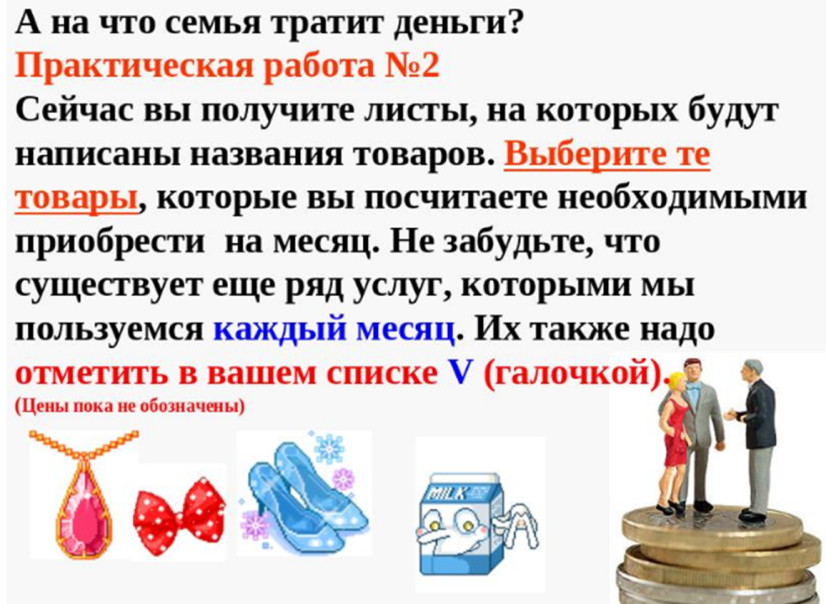 А на что семья тратит деньги?
Практическая работа №2
Сейчас вы получите листы, на которых будут
написаны названия товаров. Выберите те
товары, которые вы посчитаете необходимыми
приобрести  на месяц. Не забудьте, что
существует еще ряд услуг, которыми мы
пользуемся каждый месяц. Их также надо
отметить в вашем списке V (галочкой)
(Цены пока не обозначены)
MILK